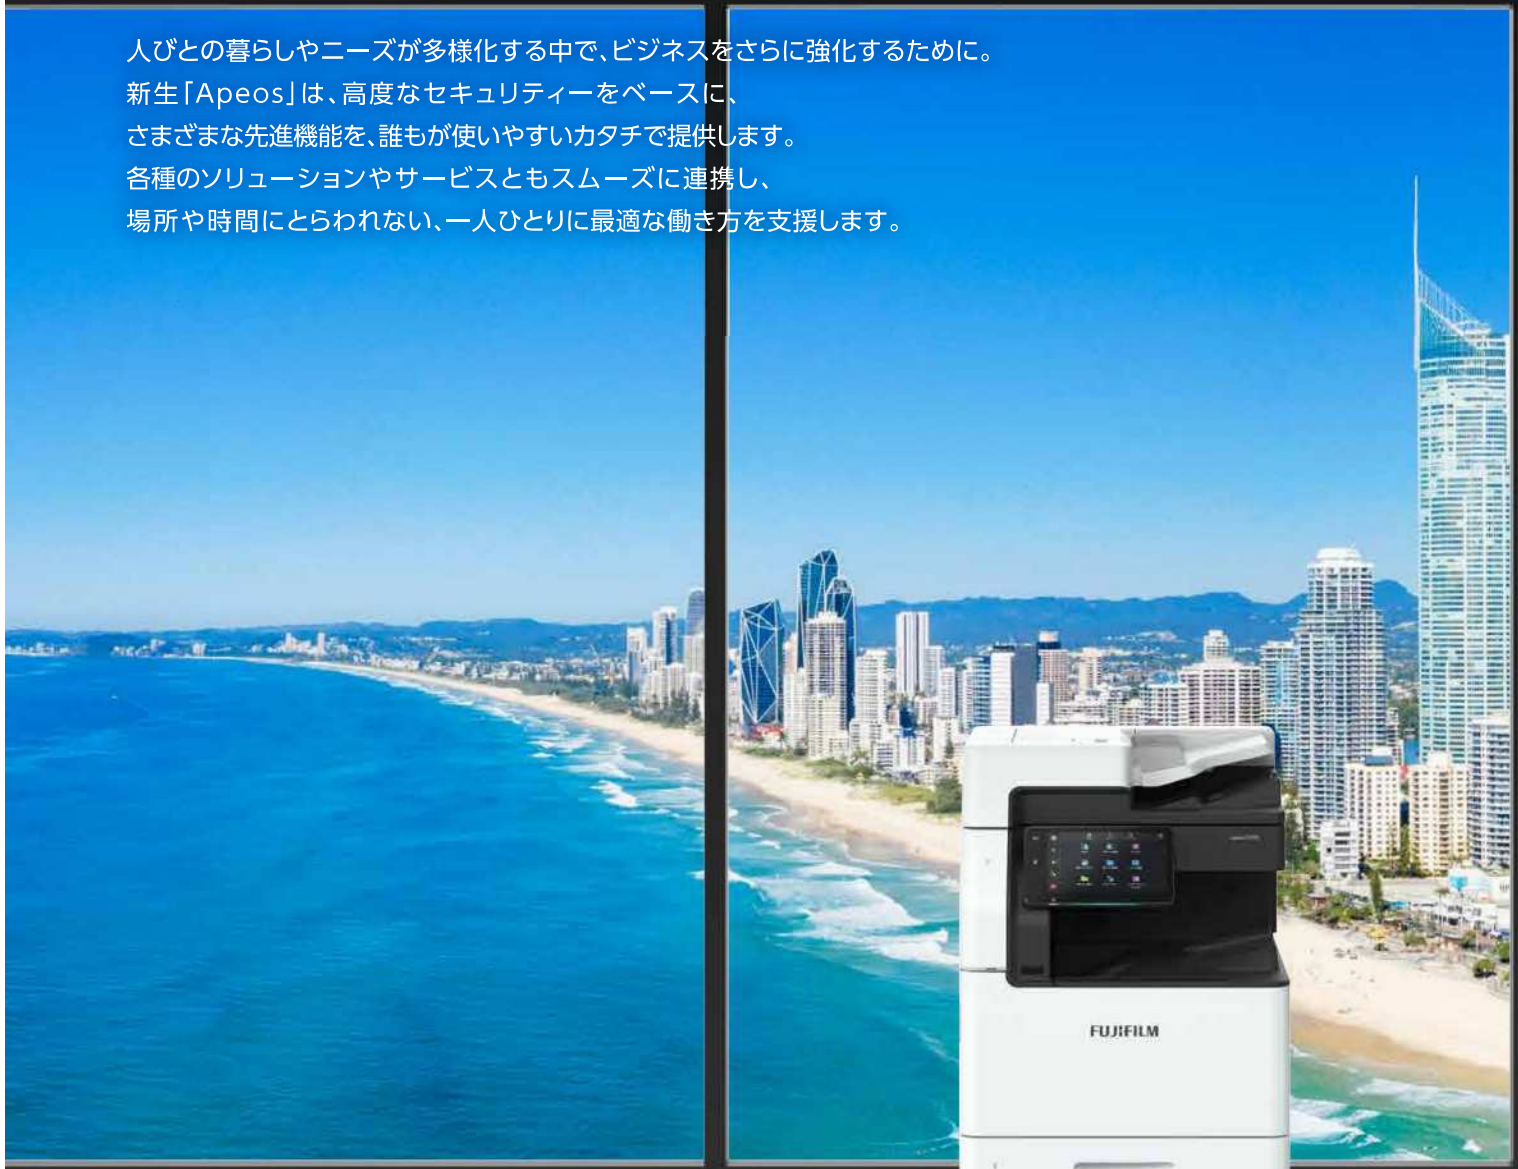 人びとの暮らしやニーズが多様化する中で、ビジネスをさらに強化するために。
新生「Apeos」は、高度なセキュリティーをベースに、
さまざまな先進機能を、誰もが使いやすいカタチで提供します。
各種のソリューションやサービスともスムーズに連携し、
場所や時間にとらわれない、一人ひとりに最適な働き方を支援します。
FUJIFILM